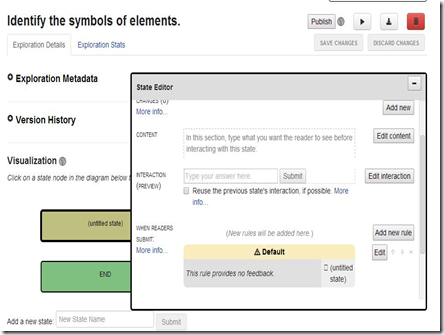 Identify the symbols of elements.
Publish
Exploration Details
Exploration Stats
SAVE CHANGES
DISCARD CHANGES
Exploration Metadata
Version History
Visualization
Click on a state node in the diagram below t
(untitled state)
END
Add a new state:
New State Name
Submit
State Editor
CHANGES (0)
More info...
Add new
CONTENT
In this section, type what you want the reader to see before
interacting with this state.
Edit content
INTERACTION
(PREVIEW)
Type your answer here.
Submit
Edit interaction
Reuse the previous state's interaction, if possible. More
info...
WHEN READERS
SUBMIT:
More info...
(New rules will be added here )
Add new rule
Default
Edit
This rule provides no feedback.
(untitled
state)